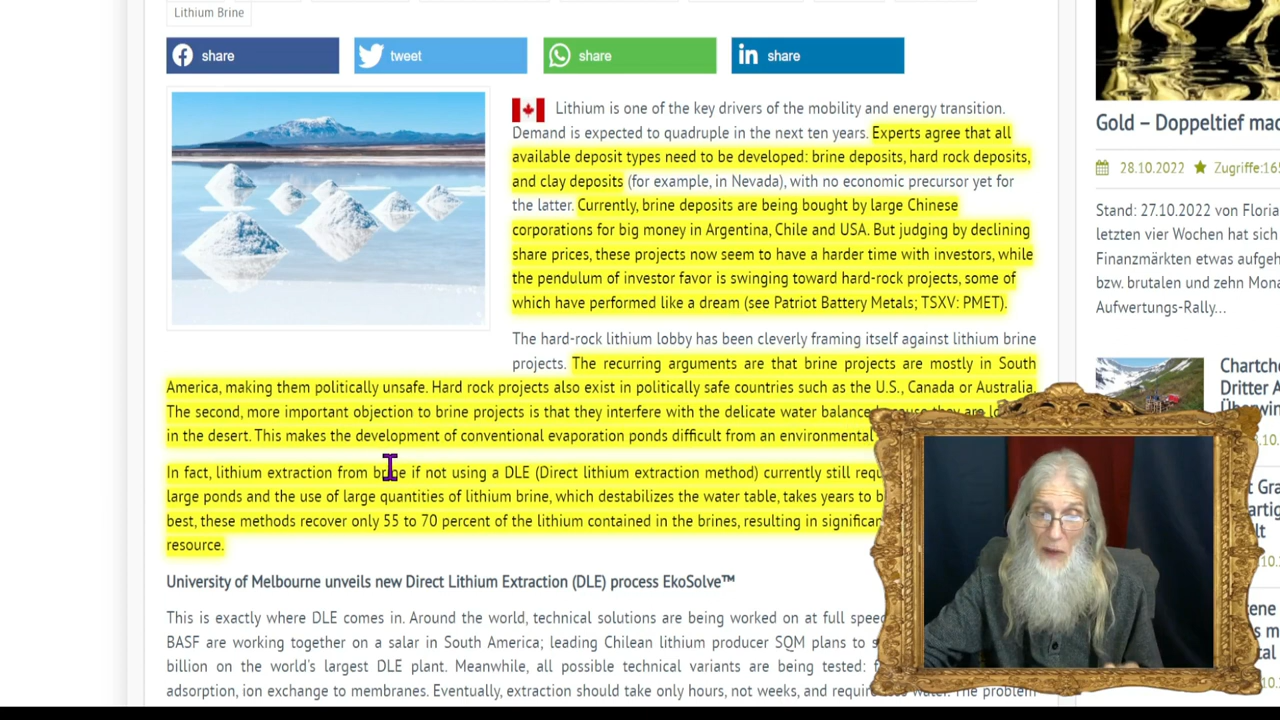 Lithium Brine
share
tweet
share
share
Lithium is one of the key drivers of the mobility and energy transition.
Demand is expected to quadruple in the next ten years. Experts agree that all
available deposit types need to be developed: brine deposits, hard rock deposits,
and clay deposits (for example, in Nevada), with no economic precursor yet for
the latter. Currently, brine deposits are being bought by large Chinese
corporations for big money in Argentina, Chile and USA. But judging by declining
share prices, these projects now seem to have a harder time with investors, while
the pendulum of investor favor is swinging toward hard-rock projects, some of
which have performed like a dream (see Patriot Battery Metals; TSXV: PMET).
The hard-rock lithium lobby has been cleverly framing itself against lithium brine
projects. The recurring arguments are that brine projects are mostly in South
America, making them politically unsafe. Hard rock projects also exist in politically safe countries such as the U.S., Canada or Australia.
The second, more important objection to brine projects is that they interfere with the delicate water balance
in the desert. This makes the development of conventional evaporation ponds difficult from an environmental
In fact, lithium extraction from brine if not using a DLE (Direct lithium extraction method) currently still requ
large ponds and the use of large quantities of lithium brine, which destabilizes the water table, takes years to b
best, these methods recover only 55 to 70 percent of the lithium contained in the brines, resulting in significan
resource.
University of Melbourne unveils new Direct Lithium Extraction (DLE) process EkoSolve™
This is exactly where DLE comes in. Around the world, technical solutions are being worked on at full speed
BASF are working together on a salar in South America; leading Chilean lithium producer SQM plans to s
billion on the world's largest DLE plant. Meanwhile, all possible technical variants are being tested: f
adsorption, ion exchange to membranes. Eventually, extraction should take only hours, not weeks, and require less water. The problem
Gold – Doppeltief mac
28.10.2022 Zugriffe:16
Stand: 27.10.2022 von Floria
letzten vier Wochen hat sich
Finanzmärkten etwas aufgeh
bzw. brutalen und zehn Mona
Aufwertungs-Rally...
Chartche
Dritter A